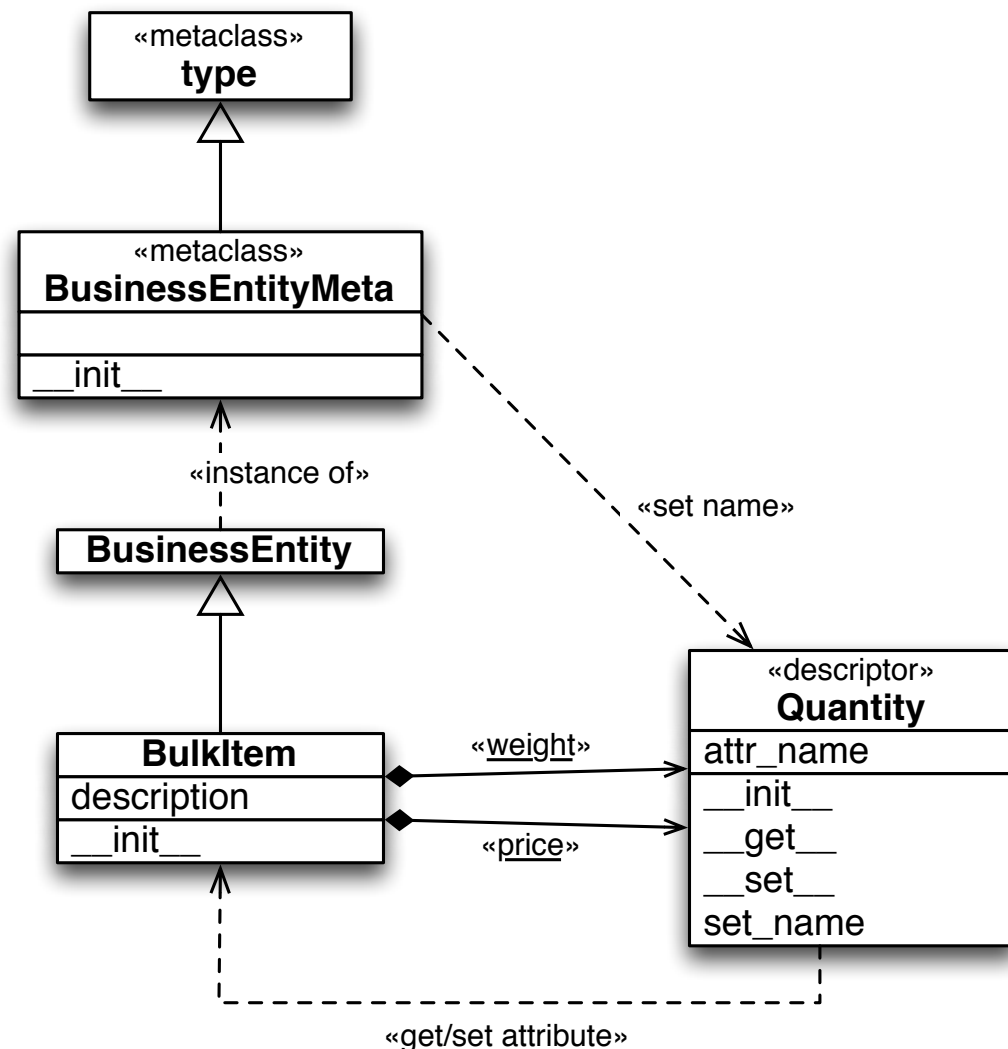 «metaclass»
type
«metaclass»
BusinessEntityMeta
__init__
«instance of»
«set name»
BusinessEntity
«descriptor»
Quantity
attr_name
__init__
__get__
__set__
set_name
BulkItem
description
__init__
«weight»
«price»
«get/set attribute»